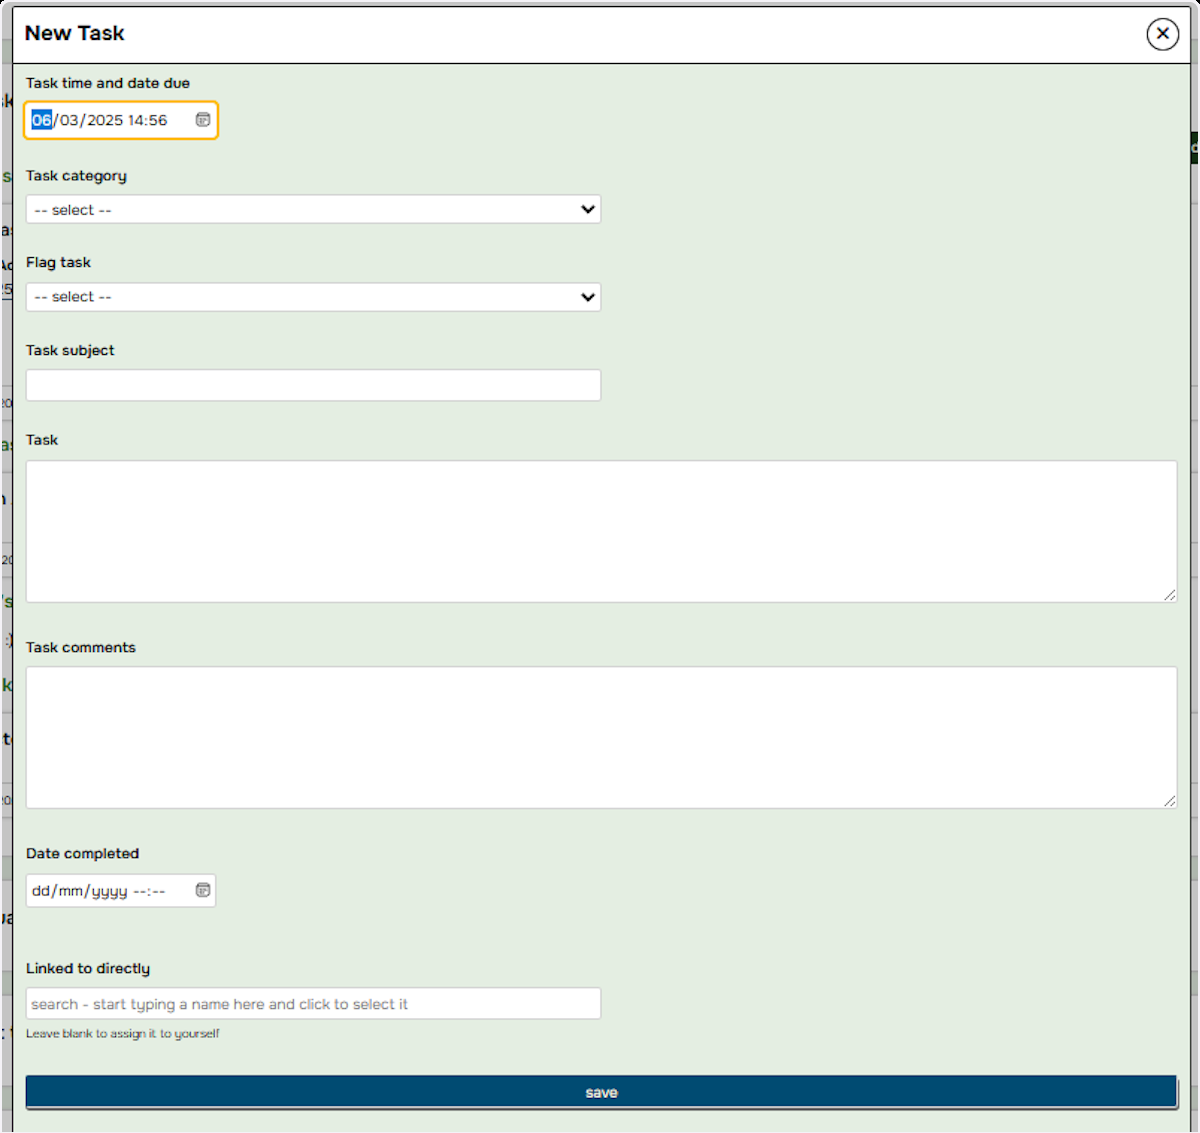 New Task
Task time and date due
06/03/2025 14:56
Task category
-- select --
Flag task
-- select --
Task subject
Task
Task comments
Date completed
dd/mm/yyyy --:--
Linked to directly
search - start typing a name here and click to select it
Leave blank to assign it to yourself
save